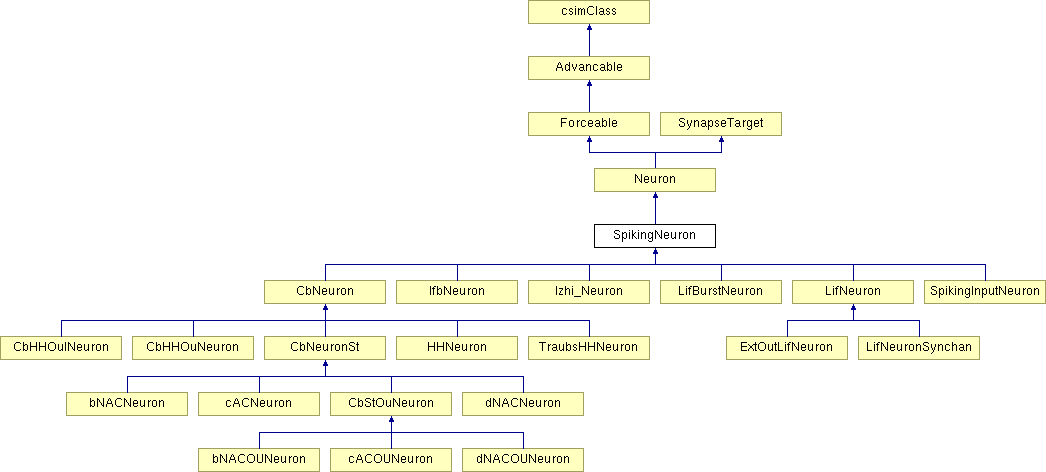 csimClass
Advancable
Forceable
SynapseTarget
Neuron
SpikingNeuron
CbNeuron
IfbNeuron
Izhi_Neuron
LifBurstNeuron
LifNeuron
SpikingInputNeuron
CbHHOuINeuron
CbHHOuNeuron
CbNeuronSt
HHNeuron
TraubsHHNeuron
ExtOutLifNeuron
LifNeuronSynchan
bNACNeuron
cACNeuron
CbStOuNeuron
dNACNeuron
bNACOUNeuron
cACOUNeuron
dNACOUNeuron